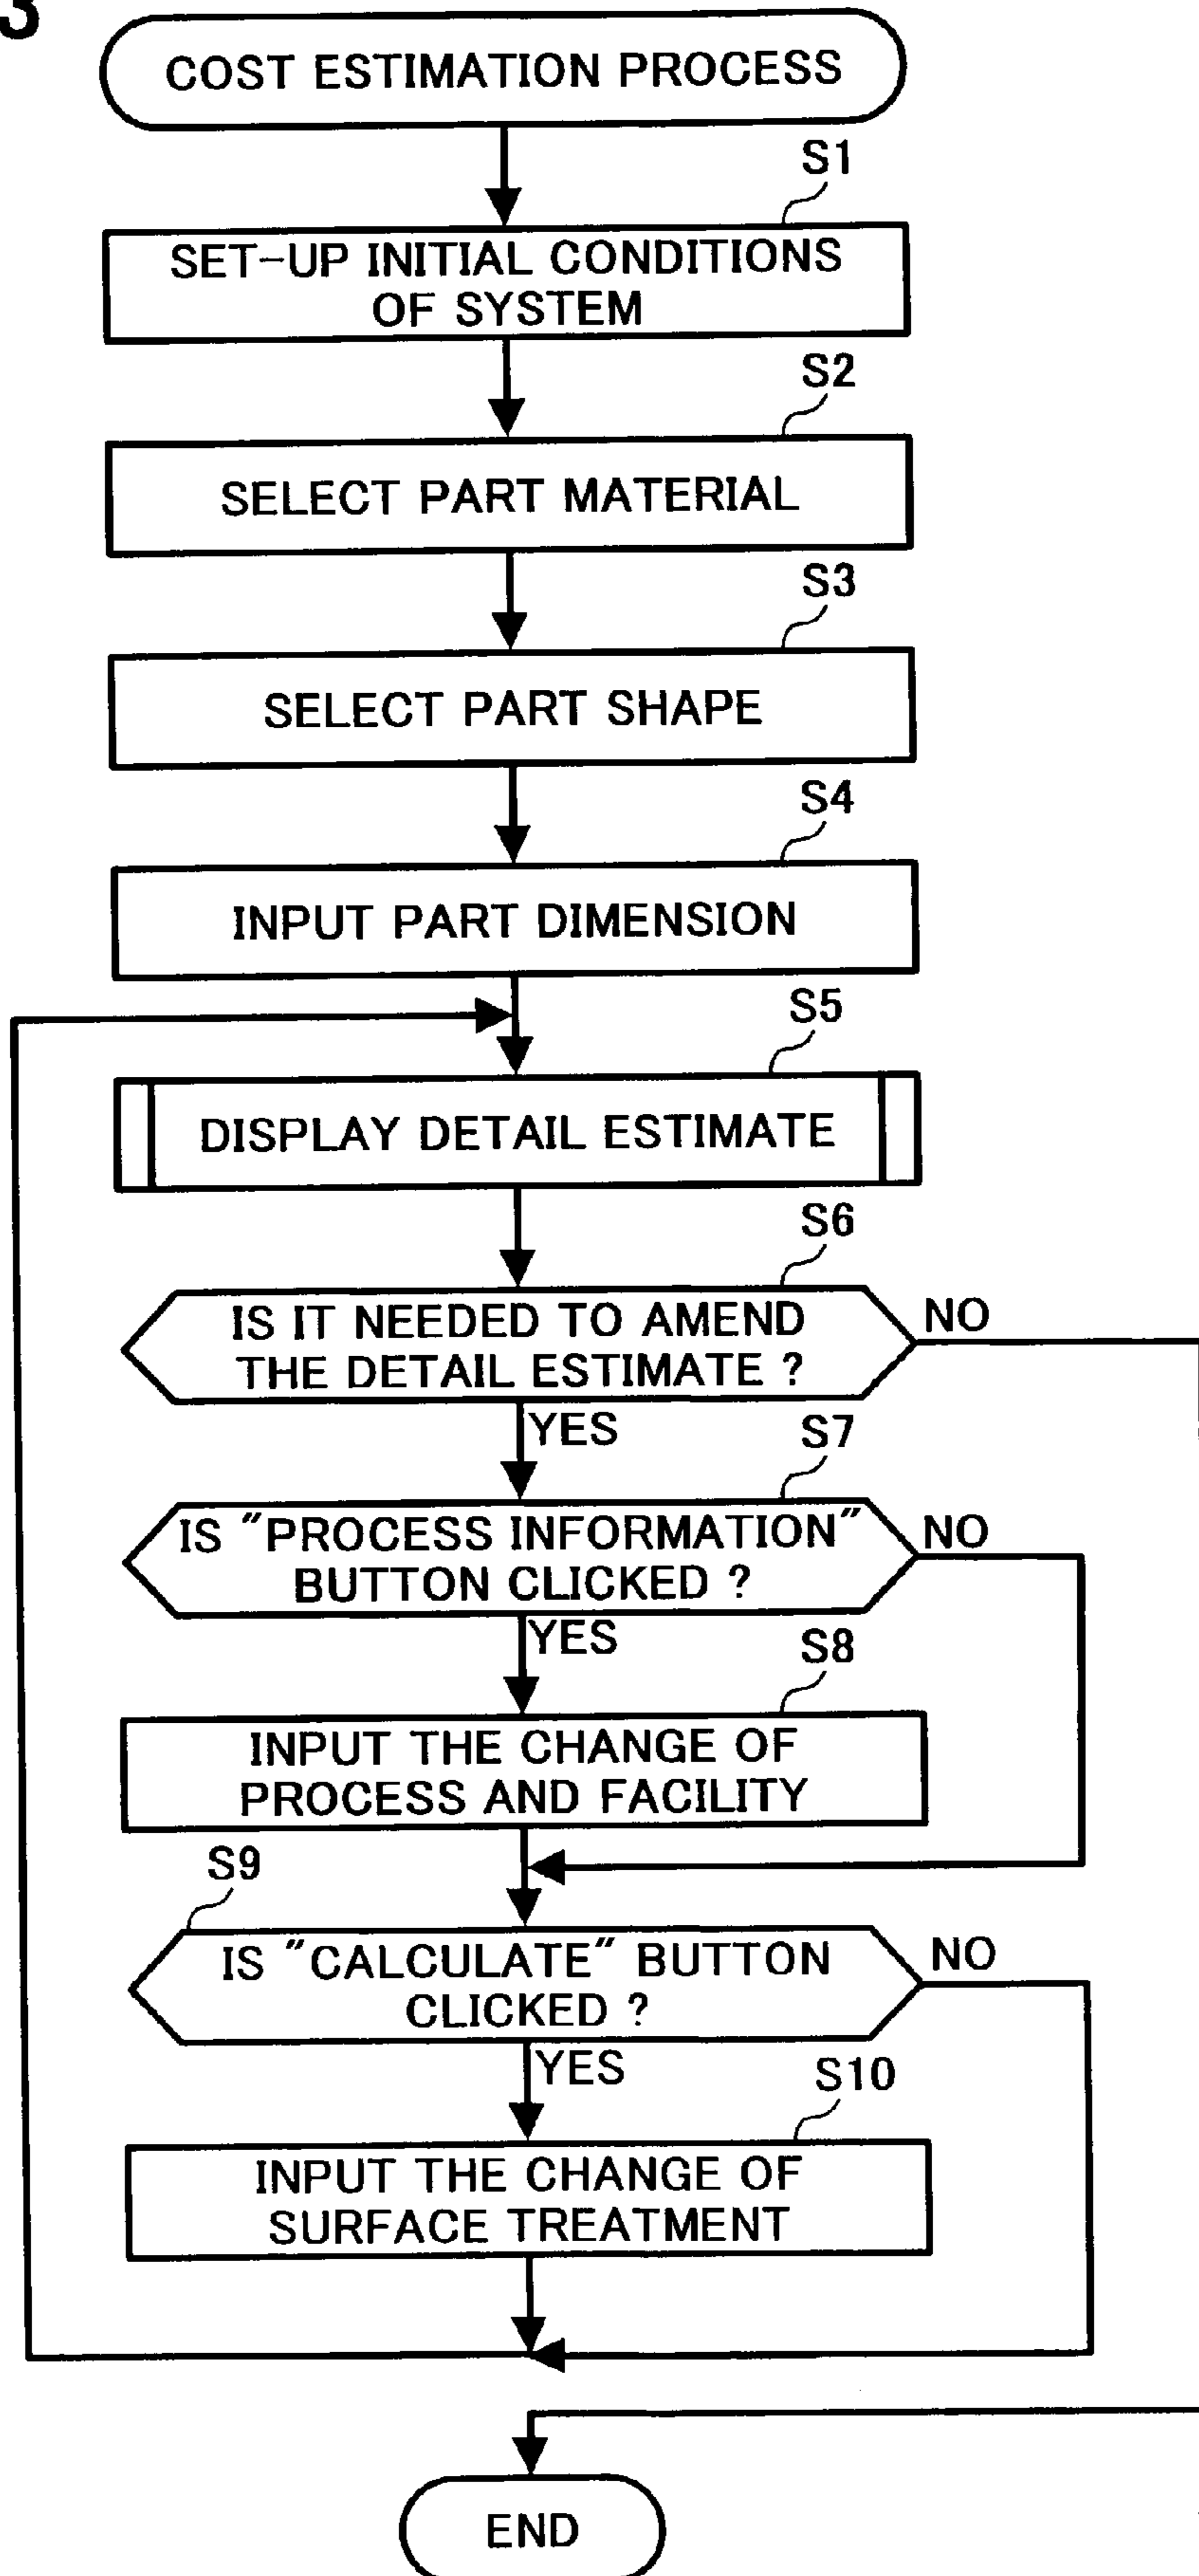 3
COST ESTIMATION PROCESS
S1
SET-UP INITIAL CONDITIONS
OF SYSTEM
S2
SELECT PART MATERIAL
S3
SELECT PART SHAPE
S4
INPUT PART DIMENSION
S5
DISPLAY DETAIL ESTIMATE
S6
IS IT NEEDED TO AMEND
THE DETAIL ESTIMATE ?
NO
YES
S7
IS "PROCESS INFORMATION"
BUTTON CLICKED ?
NO
YES
S8
INPUT THE CHANGE OF
PROCESS AND FACILITY
S9
IS "CALCULATE" BUTTON
CLICKED ?
NO
YES
S10
INPUT THE CHANGE OF
SURFACE TREATMENT
END